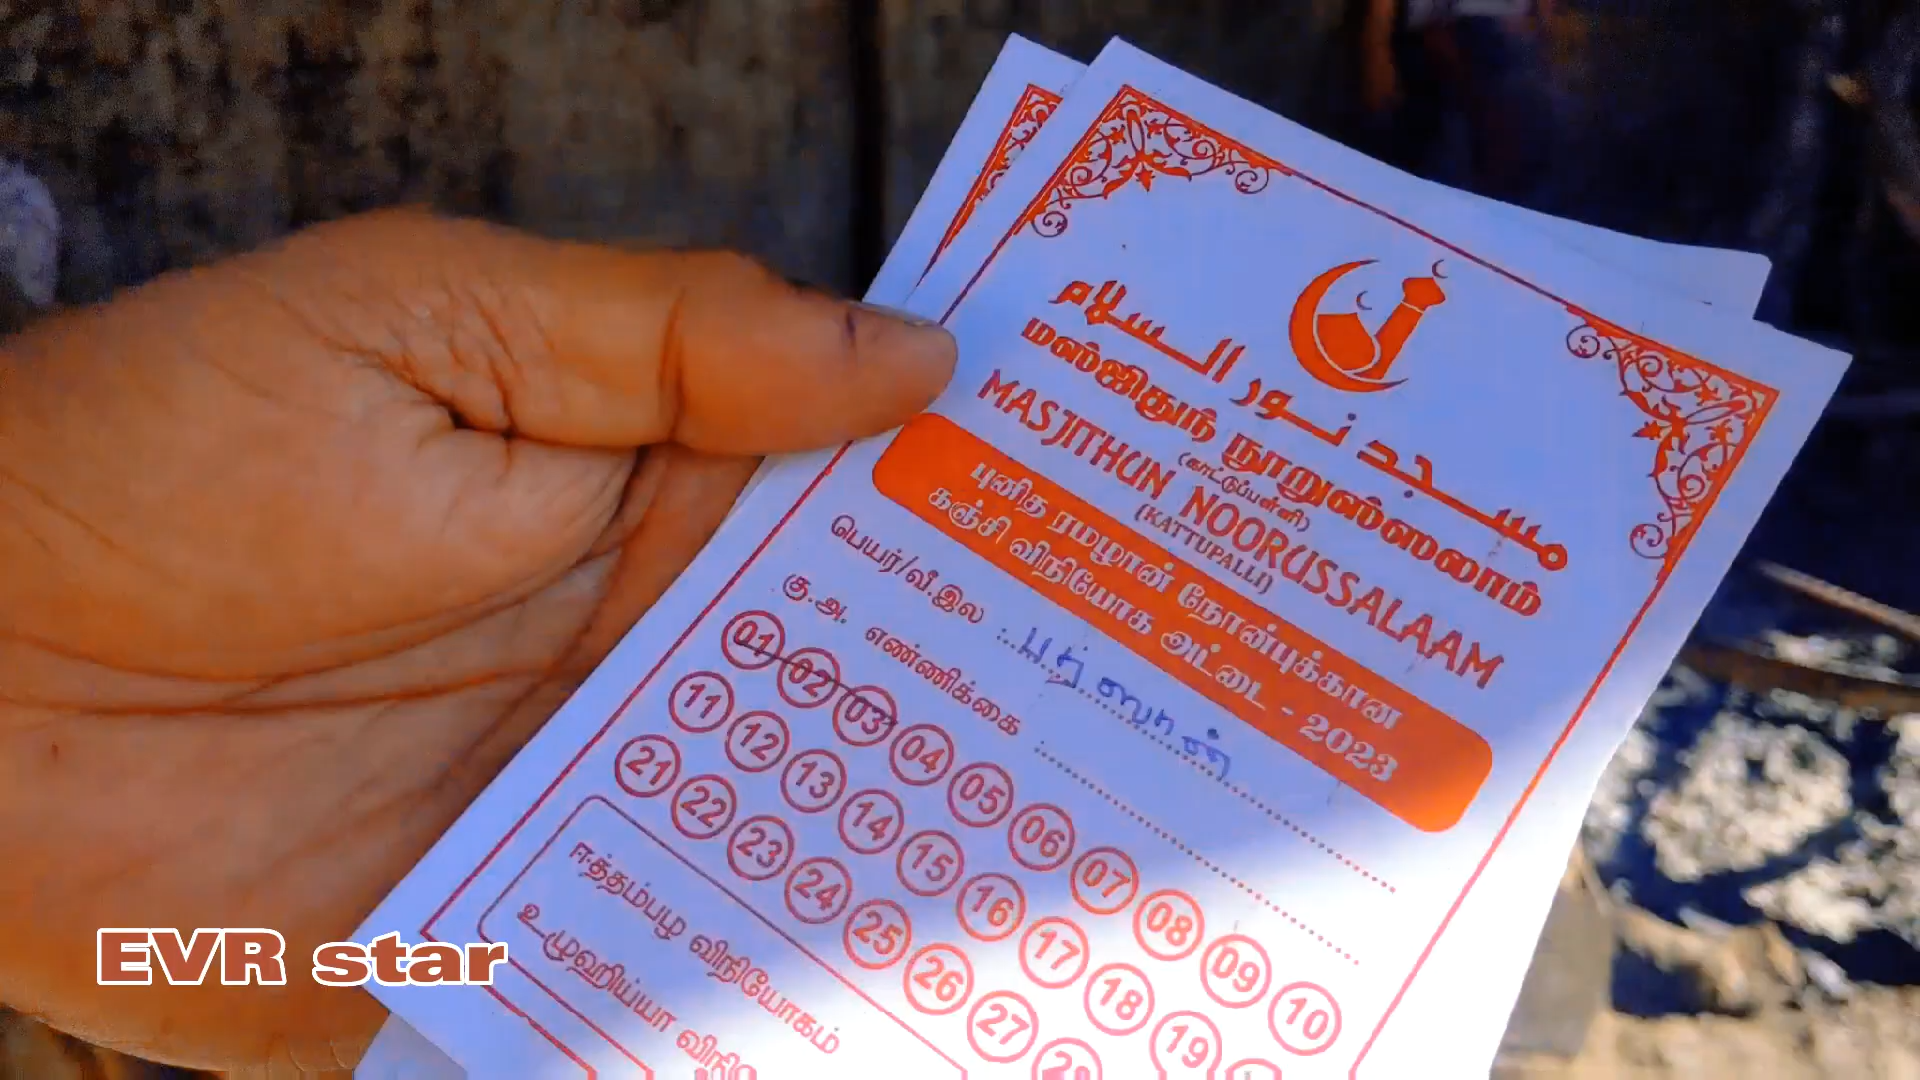 مسجد نور السلام
மஸ்ஜிதுந் நூறுஸ்ஸலாம்
(காட்டுப்பள்ளி)
MASJITHUN NOORUSSALAAM
(KATTUPALLI)
புனித ரமழான் நோன்புக்கான
கஞ்சி விநியோக அட்டை - 2023
பெயர்/வீ.இல :
கு.அ. எண்ணிக்கை :
01 02 03 04 05 06 07 08 09 10
11 12 13 14 15 16 17 18 19
21 22 23 24 25 26 27 28
ஈத்தம்பழ விநியோகம்
உழுஹிய்யா
EVR star